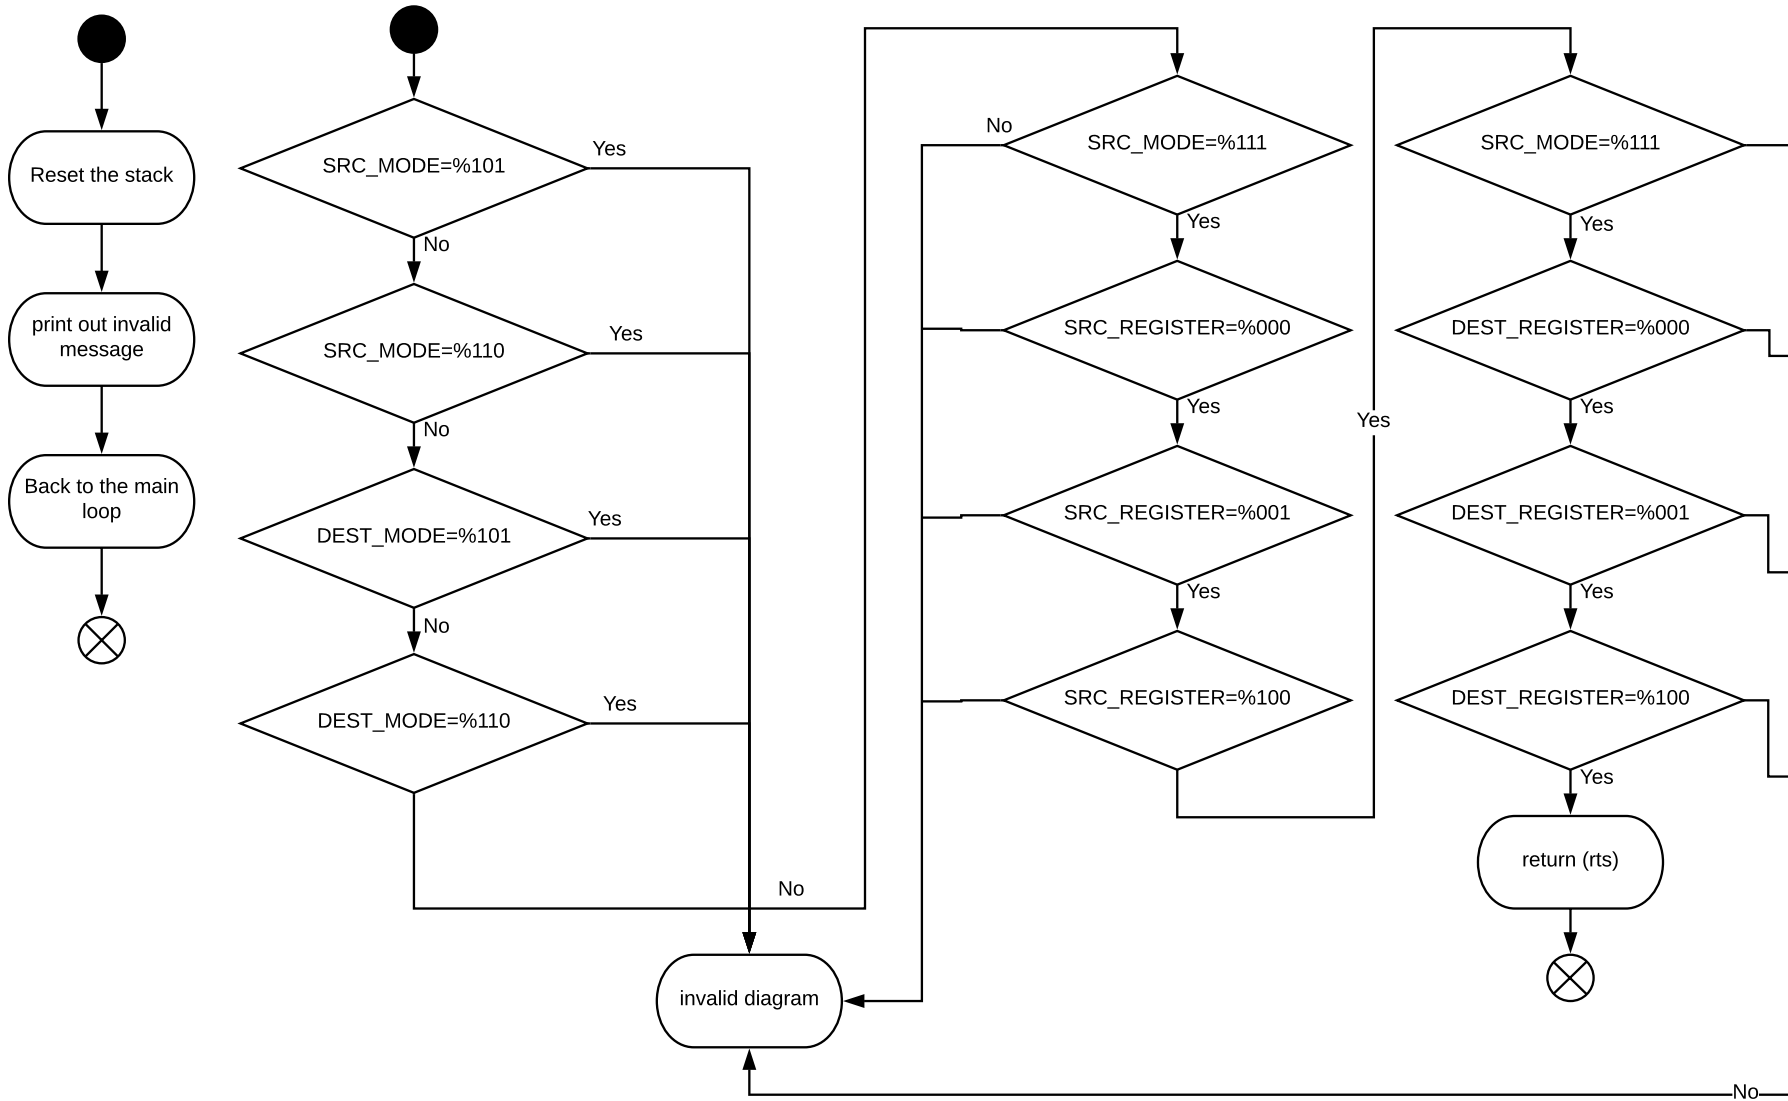 Reset the stack
print out invalid
message
Back to the main
loop
SRC_MODE=%101
Yes
No
SRC_MODE=%110
Yes
No
DEST_MODE=%101
Yes
No
DEST_MODE=%110
Yes
No
invalid diagram
No
SRC_MODE=%111
Yes
SRC_REGISTER=%000
Yes
SRC_REGISTER=%001
Yes
SRC_REGISTER=%100
Yes
SRC_MODE=%111
Yes
DEST_REGISTER=%000
Yes
DEST_REGISTER=%001
Yes
DEST_REGISTER=%100
Yes
return (rts)
No